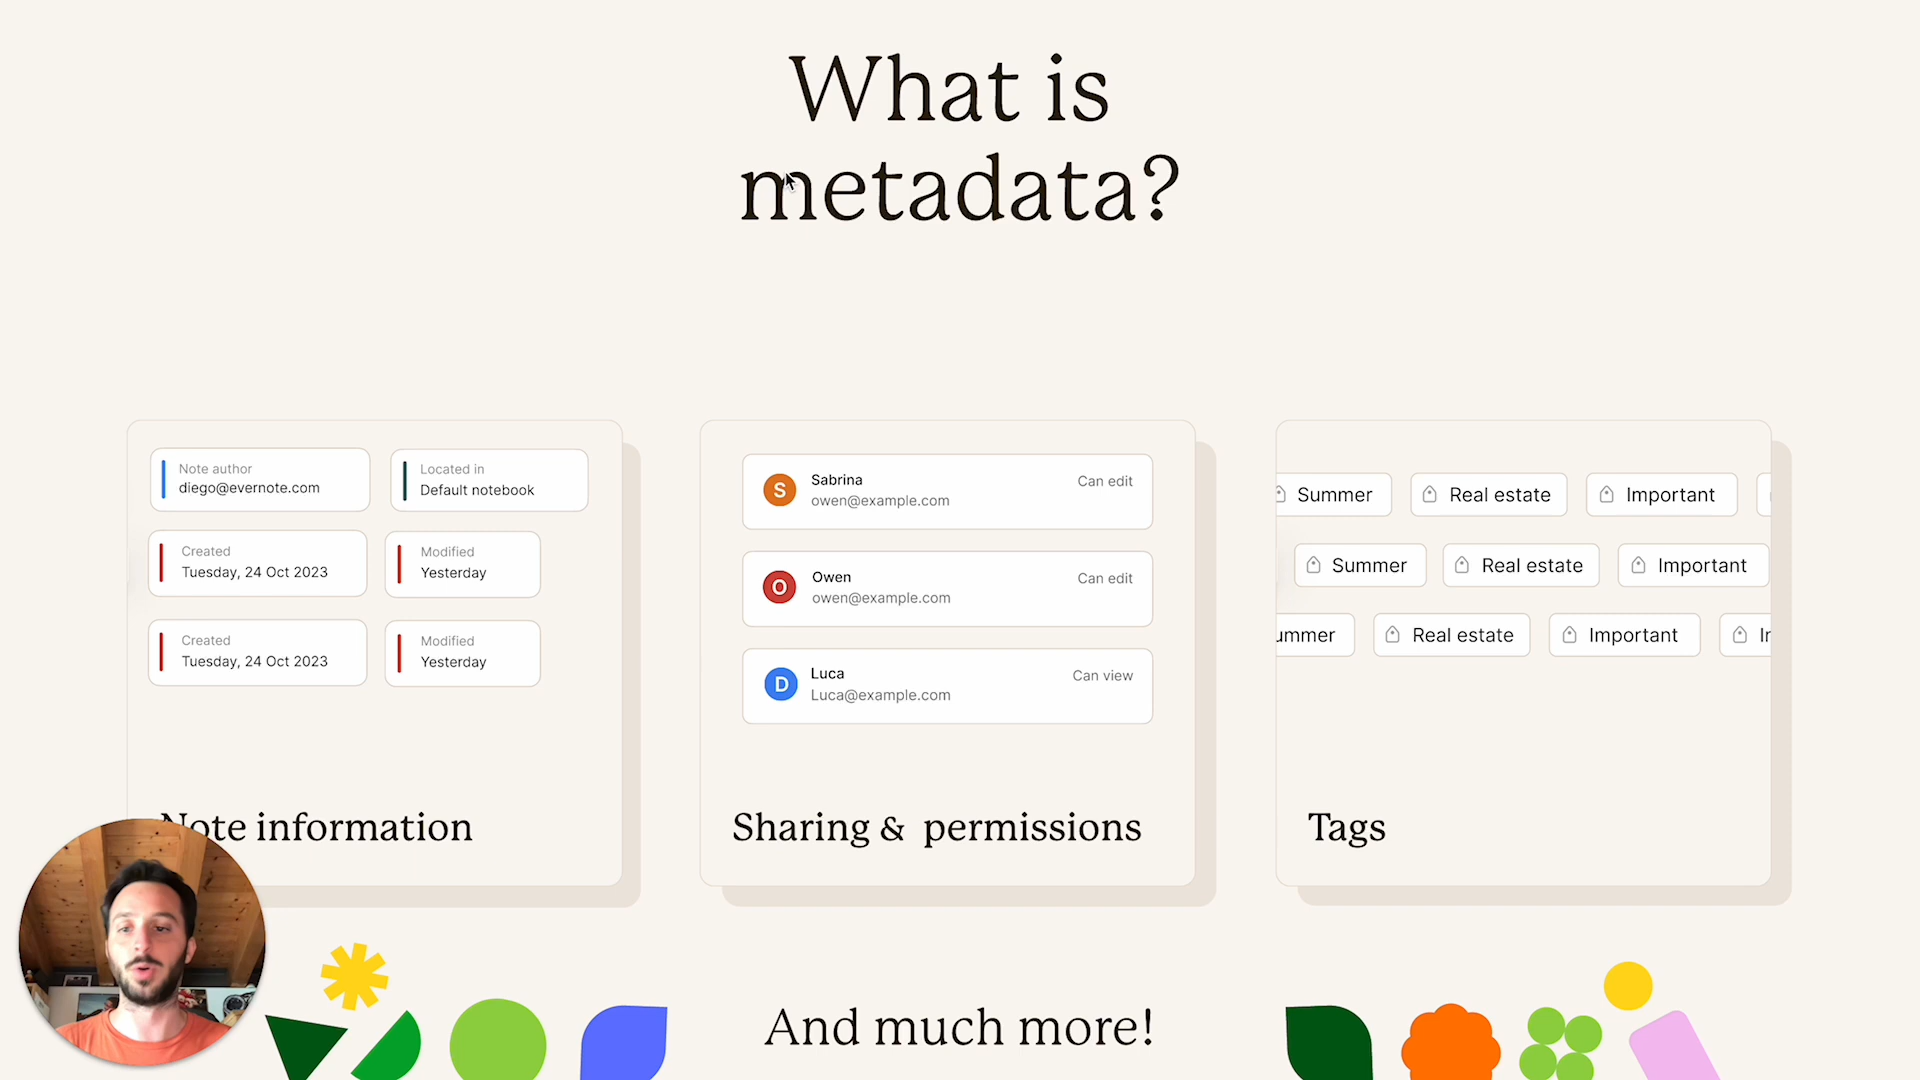 What is
metadata?
Note author
diego@evernote.com
Located in
Default notebook
Created
Tuesday, 24 Oct 2023
Modified
Yesterday
Created
Tuesday, 24 Oct 2023
Modified
Yesterday
Note information
S
Sabrina
owen@example.com
Can edit
O
Owen
owen@example.com
Can edit
D
Luca
Luca@example.com
Can view
Sharing & permissions
Summer Real estate Important
Summer Real estate Important
ummer Real estate Important
Tags
And much more!